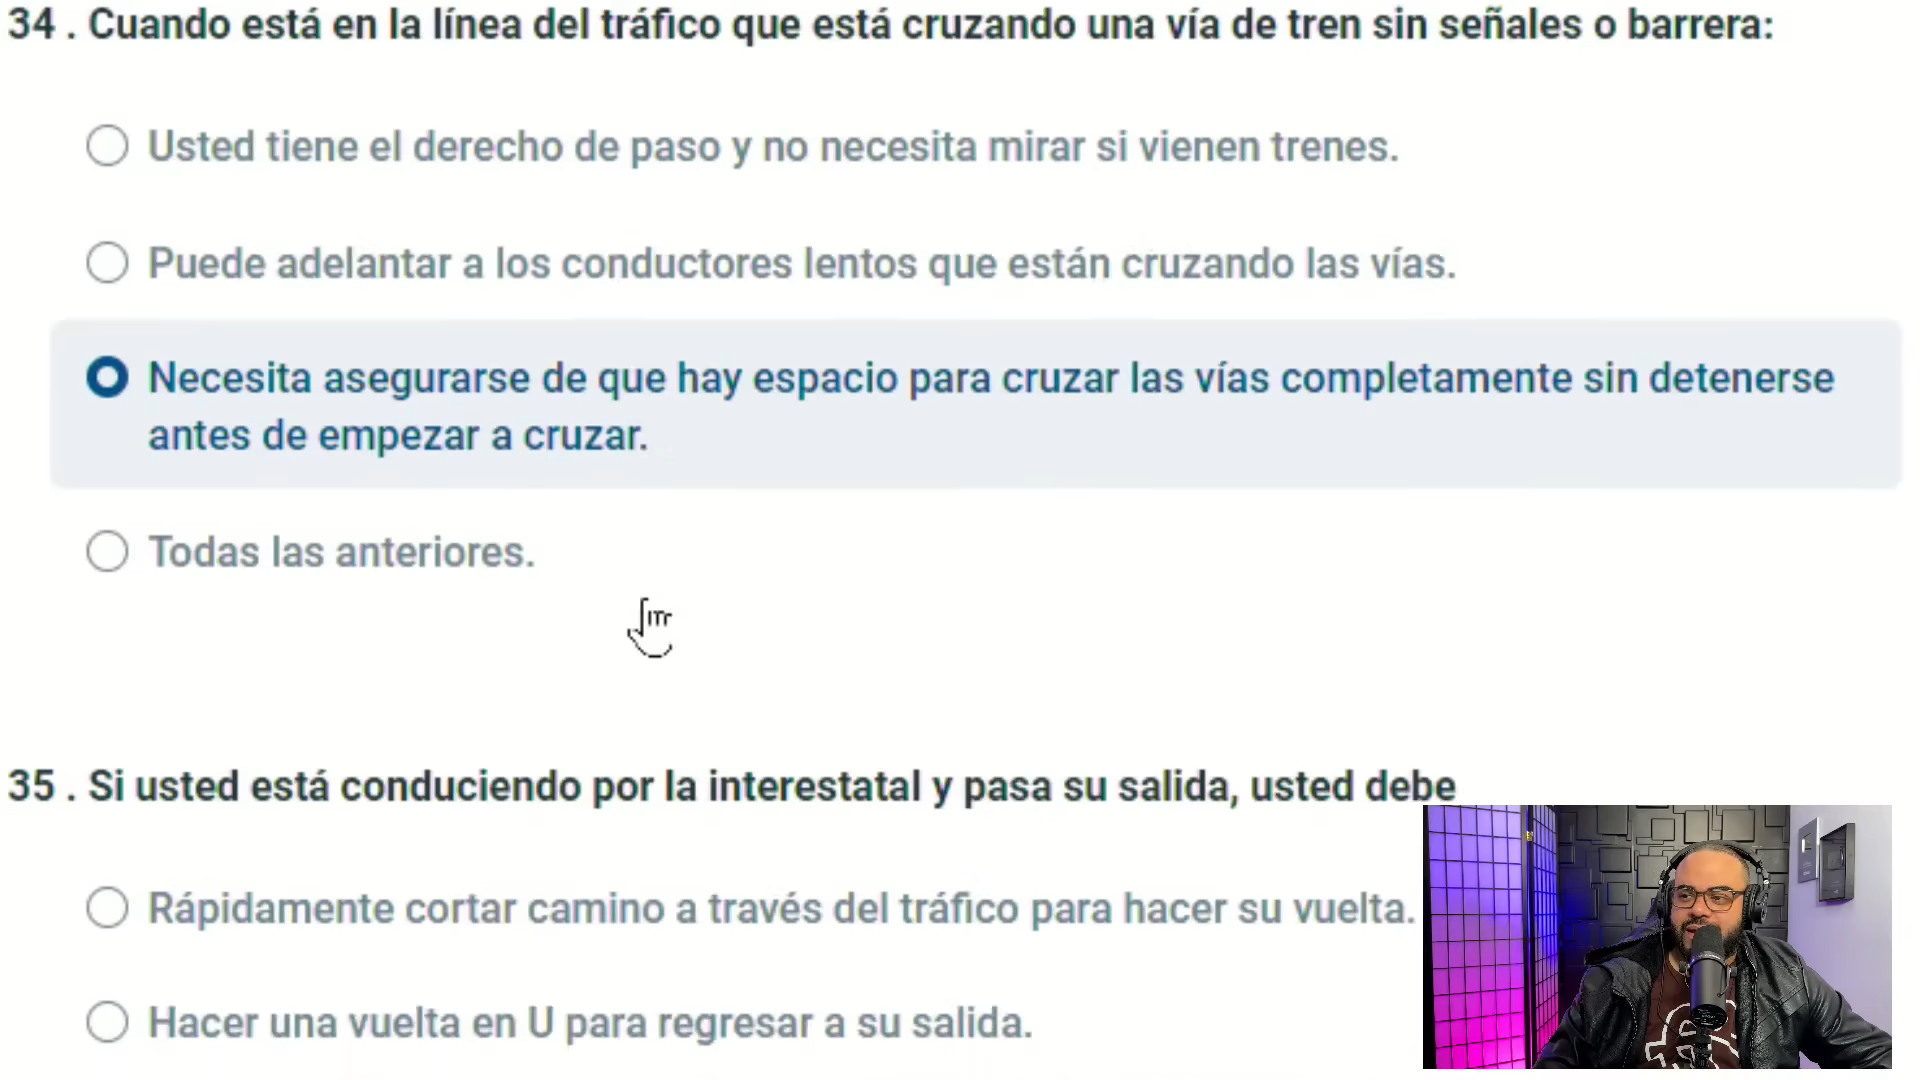 34 . Cuando está en la línea del tráfico que está cruzando una vía de tren sin señales o barrera:
Usted tiene el derecho de paso y no necesita mirar si vienen trenes.
Puede adelantar a los conductores lentos que están cruzando las vías.
Necesita asegurarse de que hay espacio para cruzar las vías completamente sin detenerse
antes de empezar a cruzar.
Todas las anteriores.
35 . Si usted está conduciendo por la interestatal y pasa su salida, usted debe
Rápidamente cortar camino a través del tráfico para hacer su vuelta.
Hacer una vuelta en U para regresar a su salida.